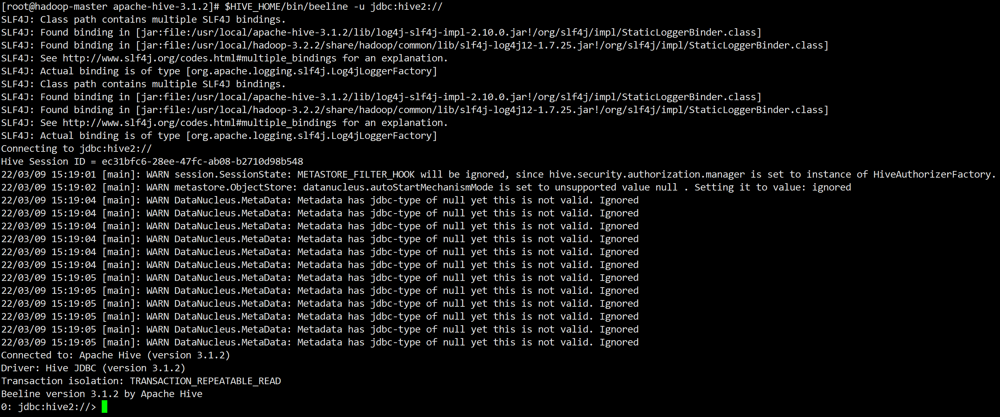 [root@hadoop-master apache-hive-3.1.2]# $HIVE_HOME/bin/beeline -u jdbc:hive2://
SLF4J: Class path contains multiple SLF4J bindings.
SLF4J: Found binding in [jar:file:/usr/local/apache-hive-3.1.2/lib/log4j-slf4j-impl-2.10.0.jar!/org/slf4j/impl/StaticLoggerBinder.class]
SLF4J: Found binding in [jar:file:/usr/local/hadoop-3.2.2/share/hadoop/common/lib/slf4j-log4j12-1.7.25.jar!/org/slf4j/impl/StaticLoggerBinder.class]
SLF4J: See http://www.slf4j.org/codes.html#multiple_bindings for an explanation.
SLF4J: Actual binding is of type [org.apache.logging.slf4j.Log4jLoggerFactory]
SLF4J: Class path contains multiple SLF4J bindings.
SLF4J: Found binding in [jar:file:/usr/local/apache-hive-3.1.2/lib/log4j-slf4j-impl-2.10.0.jar!/org/slf4j/impl/StaticLoggerBinder.class]
SLF4J: Found binding in [jar:file:/usr/local/hadoop-3.2.2/share/hadoop/common/lib/slf4j-log4j12-1.7.25.jar!/org/slf4j/impl/StaticLoggerBinder.class]
SLF4J: See http://www.slf4j.org/codes.html#multiple_bindings for an explanation.
SLF4J: Actual binding is of type [org.apache.logging.slf4j.Log4jLoggerFactory]
Connecting to jdbc:hive2://
Hive Session ID = ec31bfc6-28ee-47fc-ab08-b2710d98b548
22/03/09 15:19:01 [main]: WARN session.SessionState: METASTORE_FILTER_HOOK will be ignored, since hive.security.authorization.manager is set to instance of HiveAuthorizerFactory.
22/03/09 15:19:02 [main]: WARN metastore.ObjectStore: datanucleus.autoStartMechanismMode is set to unsupported value null . Setting it to value: ignored
22/03/09 15:19:04 [main]: WARN DataNucleus.MetaData: Metadata has jdbc-type of null yet this is not valid. Ignored
22/03/09 15:19:04 [main]: WARN DataNucleus.MetaData: Metadata has jdbc-type of null yet this is not valid. Ignored
22/03/09 15:19:04 [main]: WARN DataNucleus.MetaData: Metadata has jdbc-type of null yet this is not valid. Ignored
22/03/09 15:19:04 [main]: WARN DataNucleus.MetaData: Metadata has jdbc-type of null yet this is not valid. Ignored
22/03/09 15:19:04 [main]: WARN DataNucleus.MetaData: Metadata has jdbc-type of null yet this is not valid. Ignored
22/03/09 15:19:04 [main]: WARN DataNucleus.MetaData: Metadata has jdbc-type of null yet this is not valid. Ignored
22/03/09 15:19:05 [main]: WARN DataNucleus.MetaData: Metadata has jdbc-type of null yet this is not valid. Ignored
22/03/09 15:19:05 [main]: WARN DataNucleus.MetaData: Metadata has jdbc-type of null yet this is not valid. Ignored
22/03/09 15:19:05 [main]: WARN DataNucleus.MetaData: Metadata has jdbc-type of null yet this is not valid. Ignored
22/03/09 15:19:05 [main]: WARN DataNucleus.MetaData: Metadata has jdbc-type of null yet this is not valid. Ignored
22/03/09 15:19:05 [main]: WARN DataNucleus.MetaData: Metadata has jdbc-type of null yet this is not valid. Ignored
22/03/09 15:19:05 [main]: WARN DataNucleus.MetaData: Metadata has jdbc-type of null yet this is not valid. Ignored
Connected to: Apache Hive (version 3.1.2)
Driver: Hive JDBC (version 3.1.2)
Transaction isolation: TRANSACTION_REPEATABLE_READ
Beeline version 3.1.2 by Apache Hive
0: jdbc:hive2://>